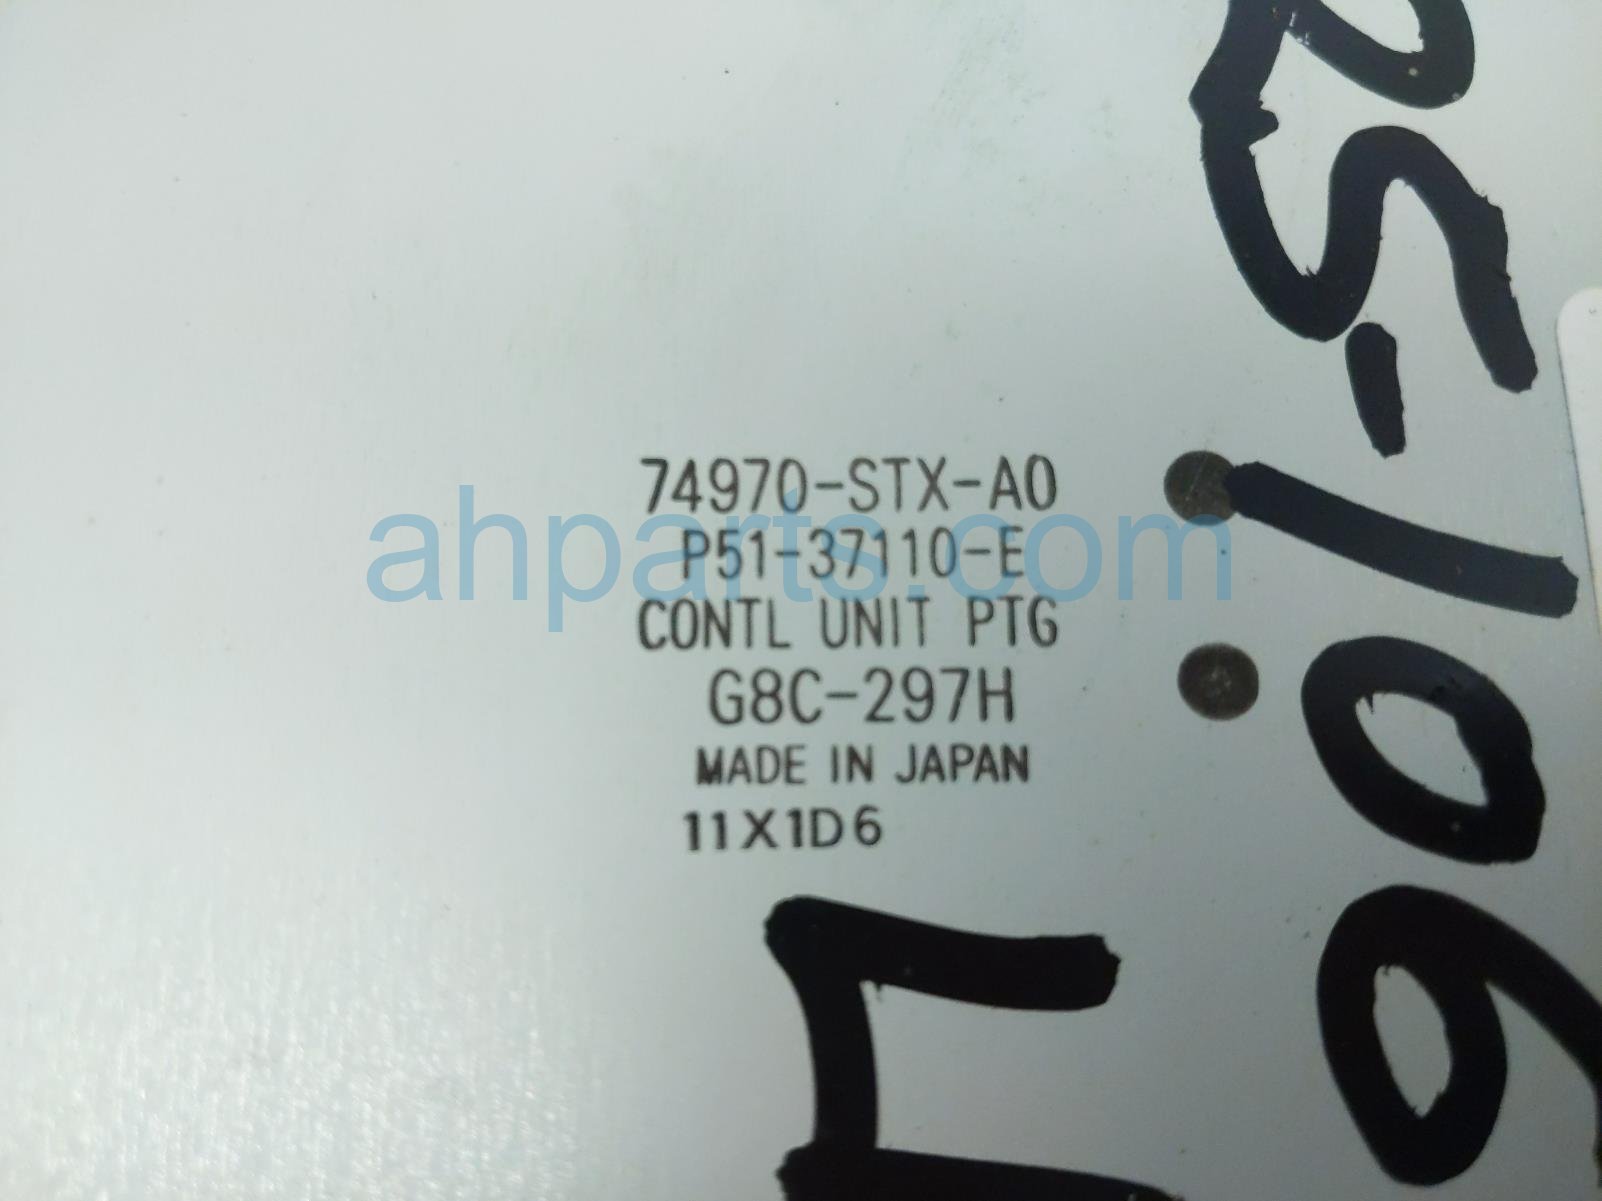 74970-STX-A0
P51-37110-E
CONTL UNIT PTG
G8C-297H
MADE IN JAPAN
11X1D6
ahparts.com